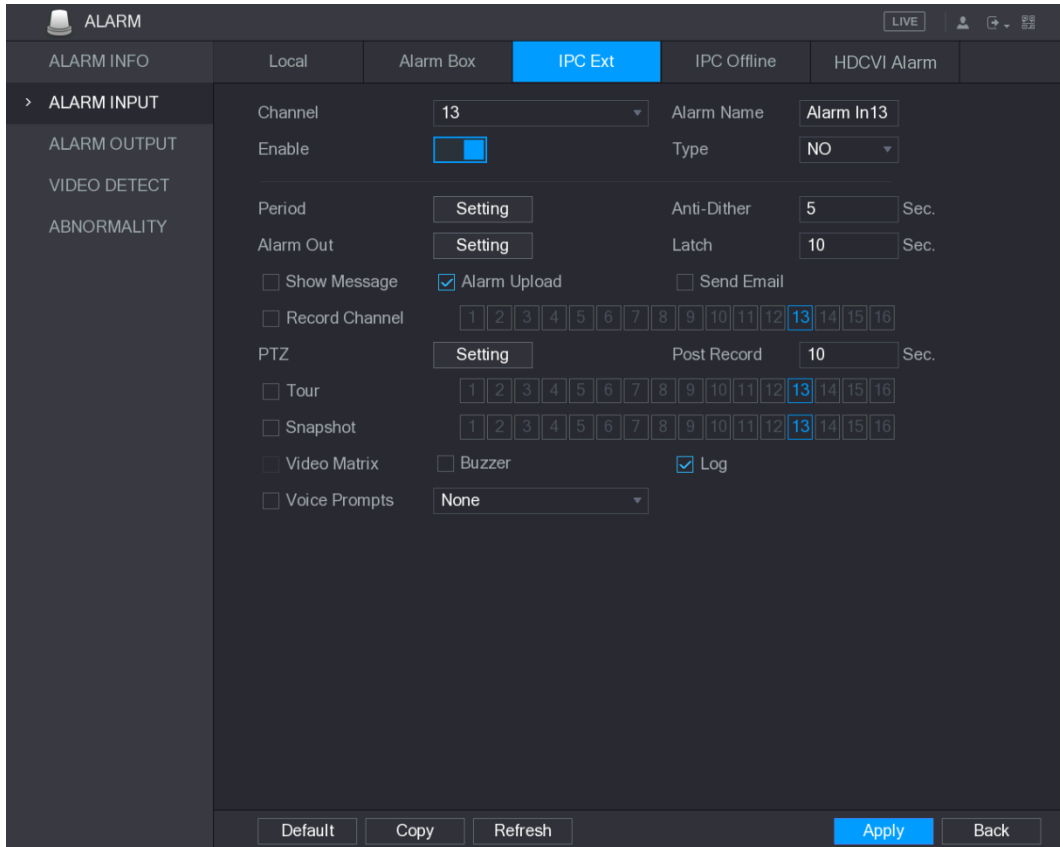 ALARM LIVE
ALARM INFO
ALARM INPUT
ALARM OUTPUT
VIDEO DETECT
ABNORMALITY
Local Alarm Box IPC Ext IPC Offline HDCVI Alarm
Channel 13 Alarm Name Alarm In13
Enable Type NO
Period Setting Anti-Dither 5 Sec.
Alarm Out Setting Latch 10 Sec.
Show Message Alarm Upload Send Email
Record Channel 1 2 3 4 5 6 7 8 9 10 11 12 13 14 15 16
PTZ Setting Post Record 10 Sec.
Tour 1 2 3 4 5 6 7 8 9 10 11 12 13 14 15 16
Snapshot 1 2 3 4 5 6 7 8 9 10 11 12 13 14 15 16
Video Matrix Buzzer Log
Voice Prompts None
Default Copy Refresh Apply Back